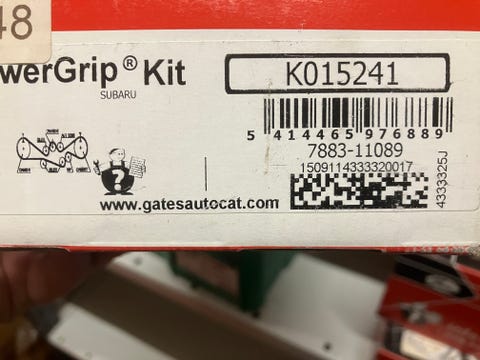 48
werGrip® Kit
SUBARU
K015241
5 414465 976889
7883-11089
1509114333320017
4333325J
?
www.gatesautocat.com